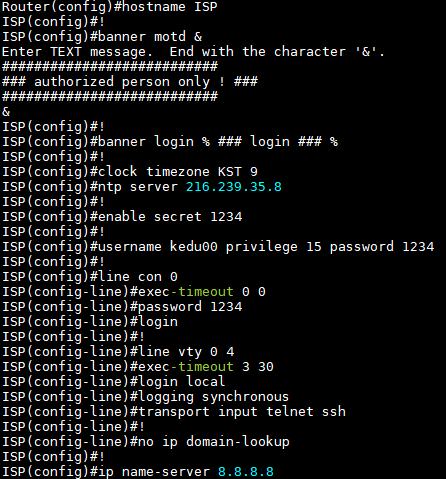 Router(config)#hostname ISP
ISP(config)#!
ISP(config)#banner motd &
Enter TEXT message.  End with the character '&'.
###########################
### authorized person only ! ###
###########################
&
ISP(config)#!
ISP(config)#banner login % ### login ### %
ISP(config)#!
ISP(config)#clock timezone KST 9
ISP(config)#ntp server 216.239.35.8
ISP(config)#!
ISP(config)#enable secret 1234
ISP(config)#!
ISP(config)#username kedu00 privilege 15 password 1234
ISP(config)#!
ISP(config)#line con 0
ISP(config-line)#exec-timeout 0 0
ISP(config-line)#password 1234
ISP(config-line)#login
ISP(config-line)#!
ISP(config-line)#line vty 0 4
ISP(config-line)#exec-timeout 3 30
ISP(config-line)#login local
ISP(config-line)#logging synchronous
ISP(config-line)#transport input telnet ssh
ISP(config-line)#!
ISP(config-line)#no ip domain-lookup
ISP(config)#!
ISP(config)#ip name-server 8.8.8.8